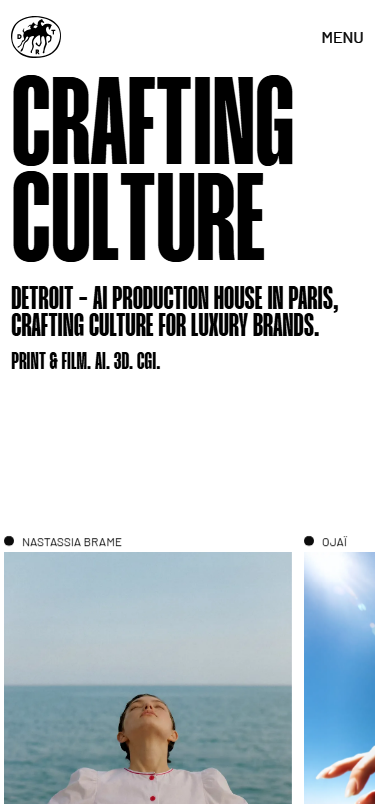 D T R
MENU
CRAFTING
CULTURE
DETROIT - AI PRODUCTION HOUSE IN PARIS,
CRAFTING CULTURE FOR LUXURY BRANDS.
PRINT & FILM. AI. 3D. CGI.
NASTASSIA BRAME
OJAÏ